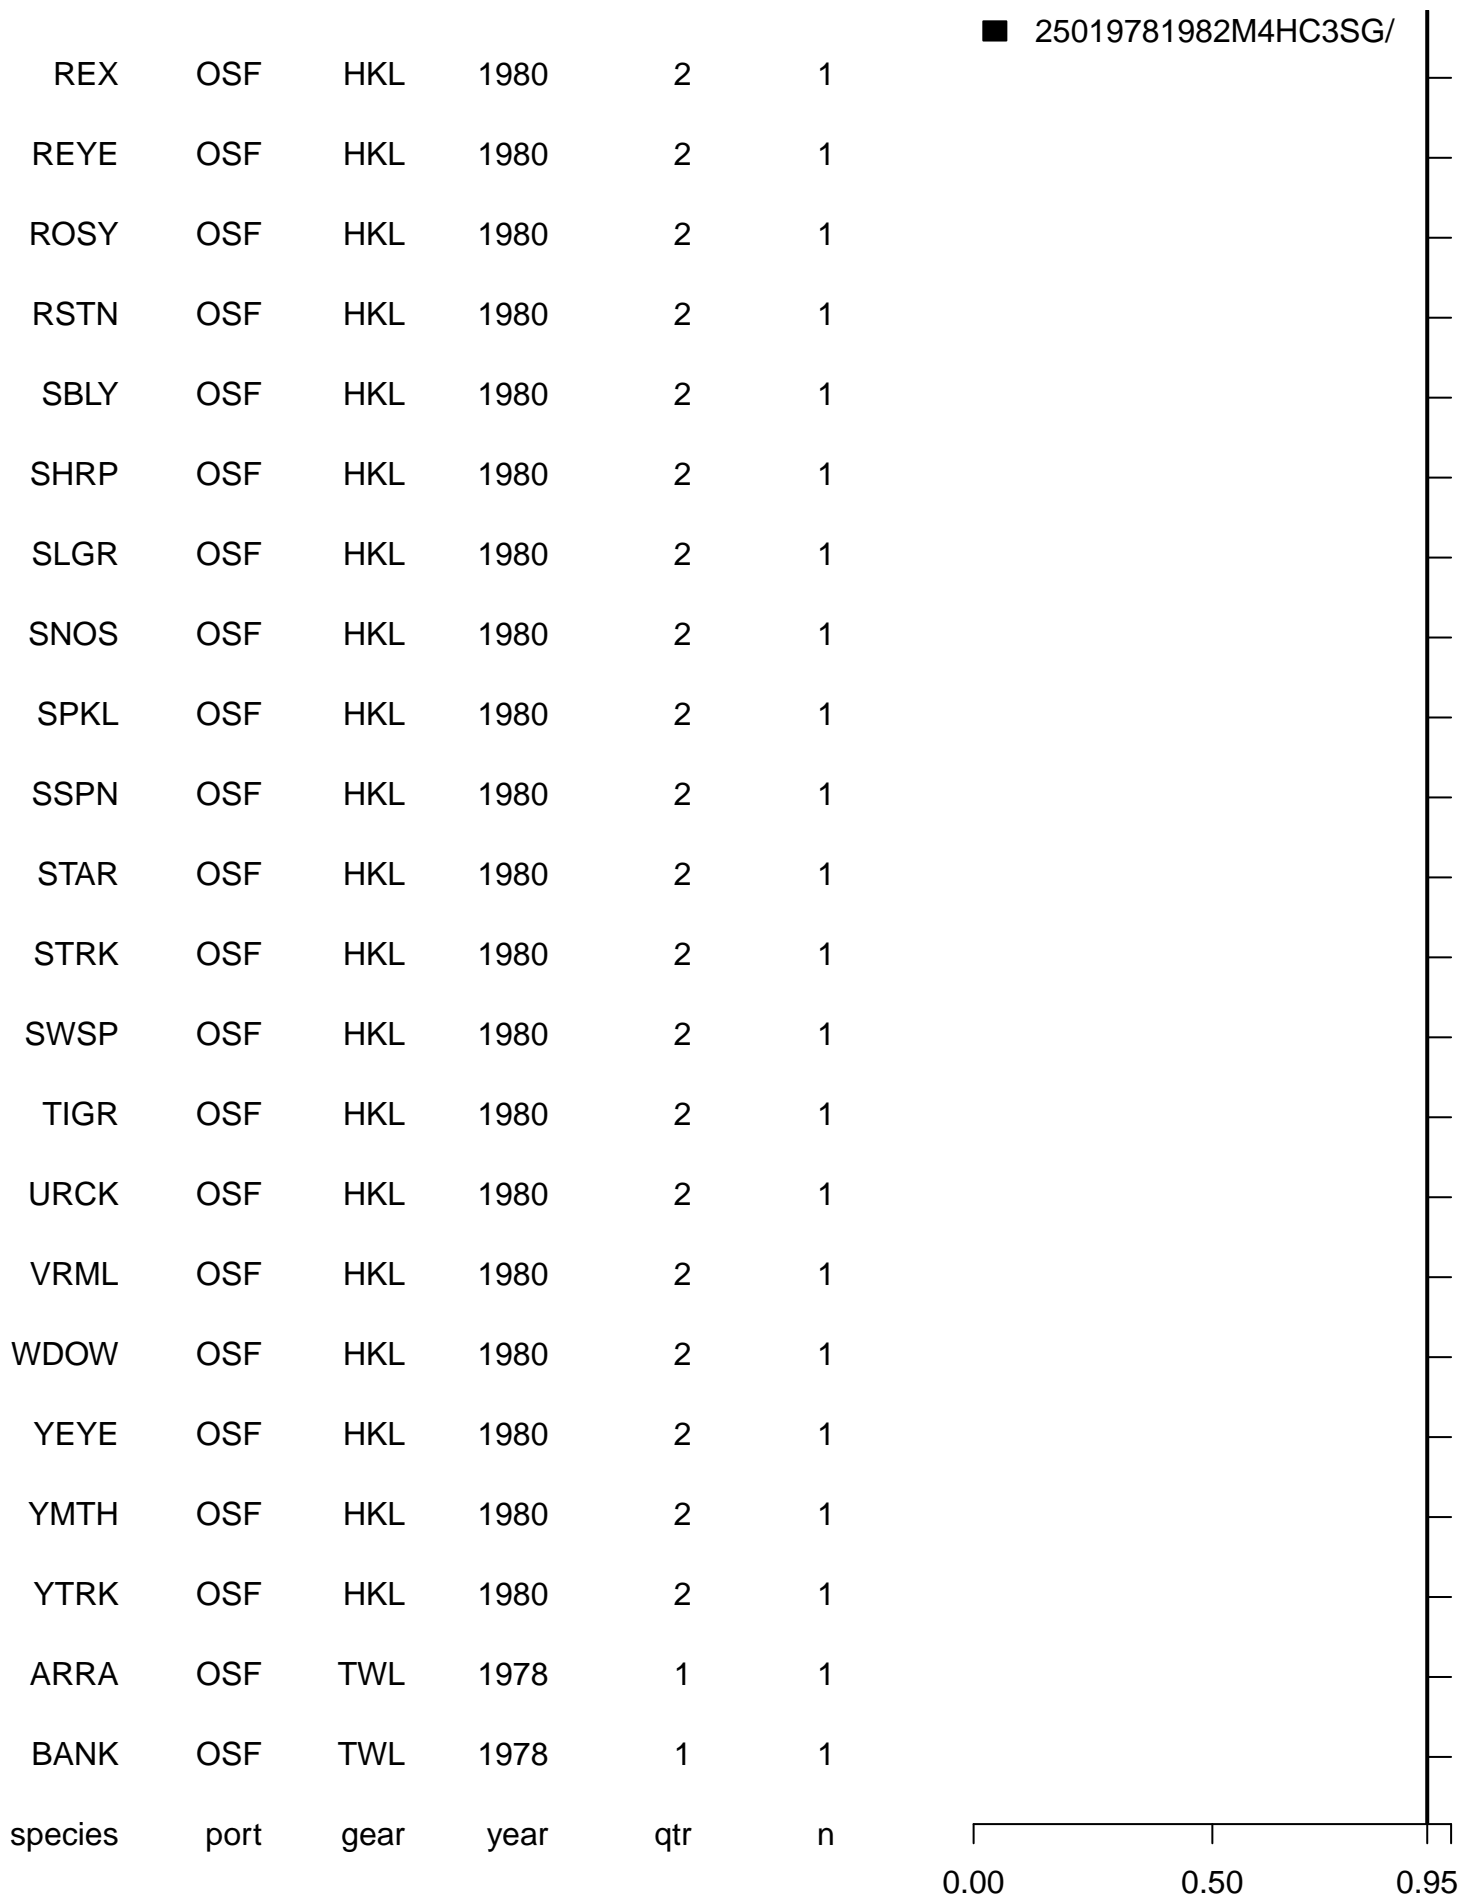 25019781982M4HC3SG/
REX OSF HKL 1980 2 1
REYE OSF HKL 1980 2 1
ROSY OSF HKL 1980 2 1
RSTN OSF HKL 1980 2 1
SBLY OSF HKL 1980 2 1
SHRP OSF HKL 1980 2 1
SLGR OSF HKL 1980 2 1
SNOS OSF HKL 1980 2 1
SPKL OSF HKL 1980 2 1
SSPN OSF HKL 1980 2 1
STAR OSF HKL 1980 2 1
STRK OSF HKL 1980 2 1
SWSP OSF HKL 1980 2 1
TIGR OSF HKL 1980 2 1
URCK OSF HKL 1980 2 1
VRML OSF HKL 1980 2 1
WDOW OSF HKL 1980 2 1
YEYE OSF HKL 1980 2 1
YMTH OSF HKL 1980 2 1
YTRK OSF HKL 1980 2 1
ARRA OSF TWL 1978 1 1
BANK OSF TWL 1978 1 1
species port gear year qtr n
0.00 0.50 0.95